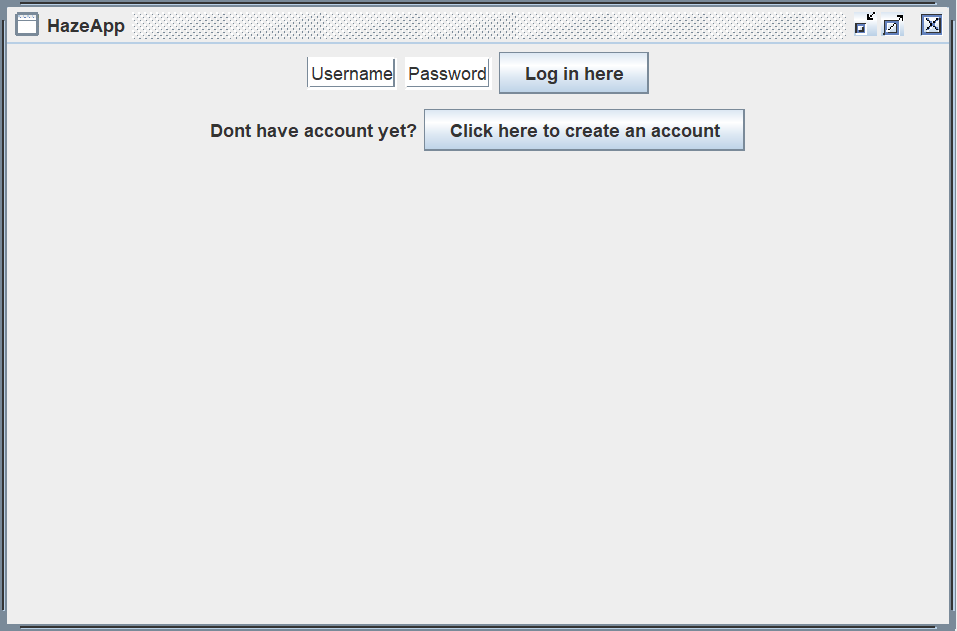 HazeApp
Username Password Log in here
Dont have account yet? Click here to create an account